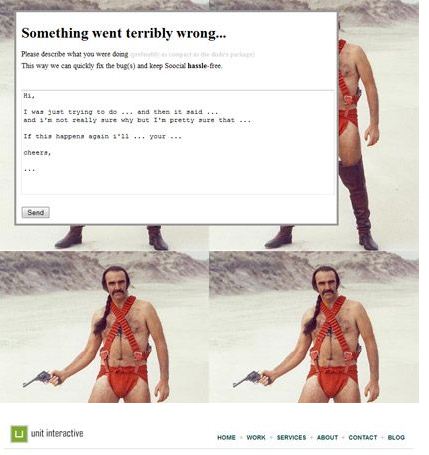 Something went terribly wrong...
Please describe what you were doing (preferably as compact as the dude's package)
This way we can quickly fix the bug(s) and keep Soocial hassle-free.
Hi,
I was just trying to do ... and then it said ...
and i'm not really sure why but I'm pretty sure that ...
If this happens again i'll ... your ...
cheers,
...
Send
unit interactive
HOME + WORK + SERVICES + ABOUT + CONTACT + BLOG